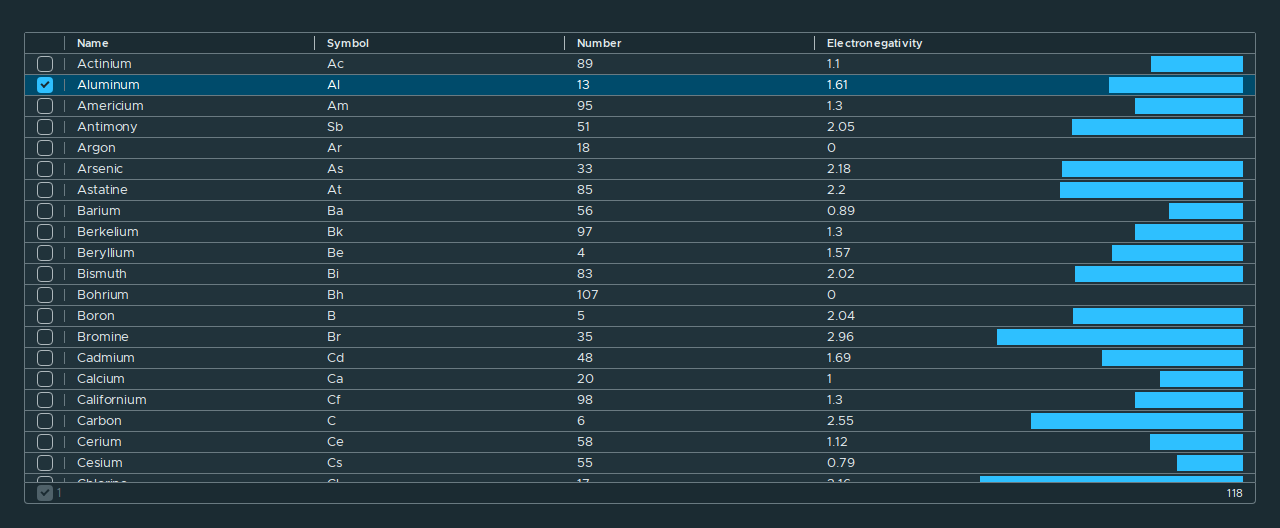 Name Symbol Number Electronegativity
Actinium Ac 89 1.1
Aluminum Al 13 1.61
Americium Am 95 1.3
Antimony Sb 51 2.05
Argon Ar 18 0
Arsenic As 33 2.18
Astatine At 85 2.2
Barium Ba 56 0.89
Berkelium Bk 97 1.3
Beryllium Be 4 1.57
Bismuth Bi 83 2.02
Bohrium Bh 107 0
Boron B 5 2.04
Bromine Br 35 2.96
Cadmium Cd 48 1.69
Calcium Ca 20 1
Californium Cf 98 1.3
Carbon C 6 2.55
Cerium Ce 58 1.12
Cesium Cs 55 0.79
1 118